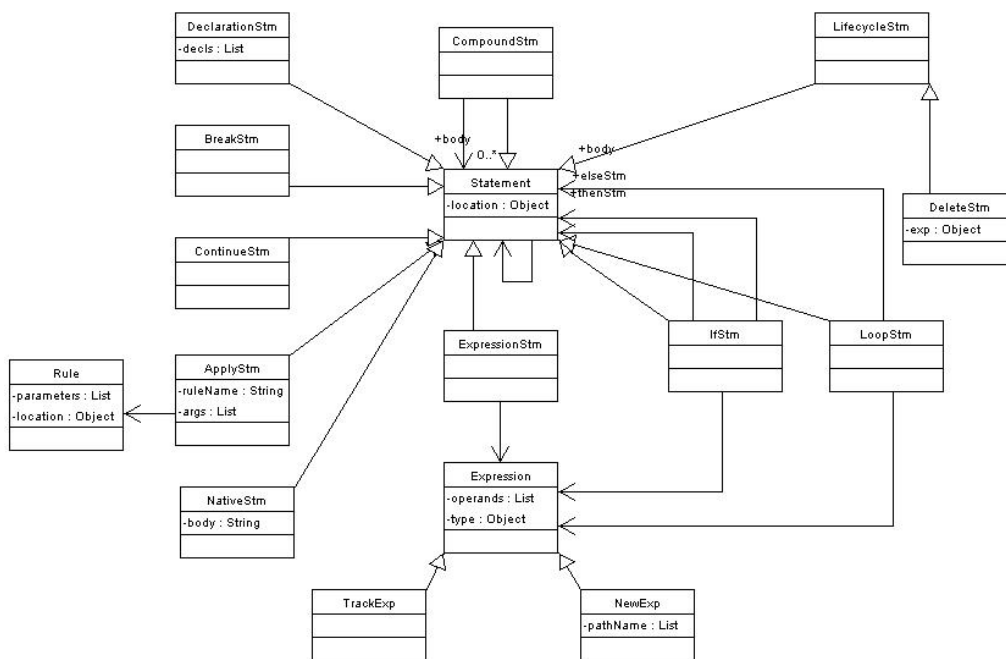 DeclarationStm
-decls : List
CompoundStm
LifecycleStm
BreakStm
+body
0..*
+body
Statement
-location : Object
+elseStm
+thenStm
DeleteStm
-exp : Object
ContinueStm
Rule
-parameters : List
-location : Object
ApplyStm
-ruleName : String
-args : List
ExpressionStm
IfStm
LoopStm
NativeStm
-body : String
Expression
-operands : List
-type : Object
TrackExp
NewExp
-pathName : List